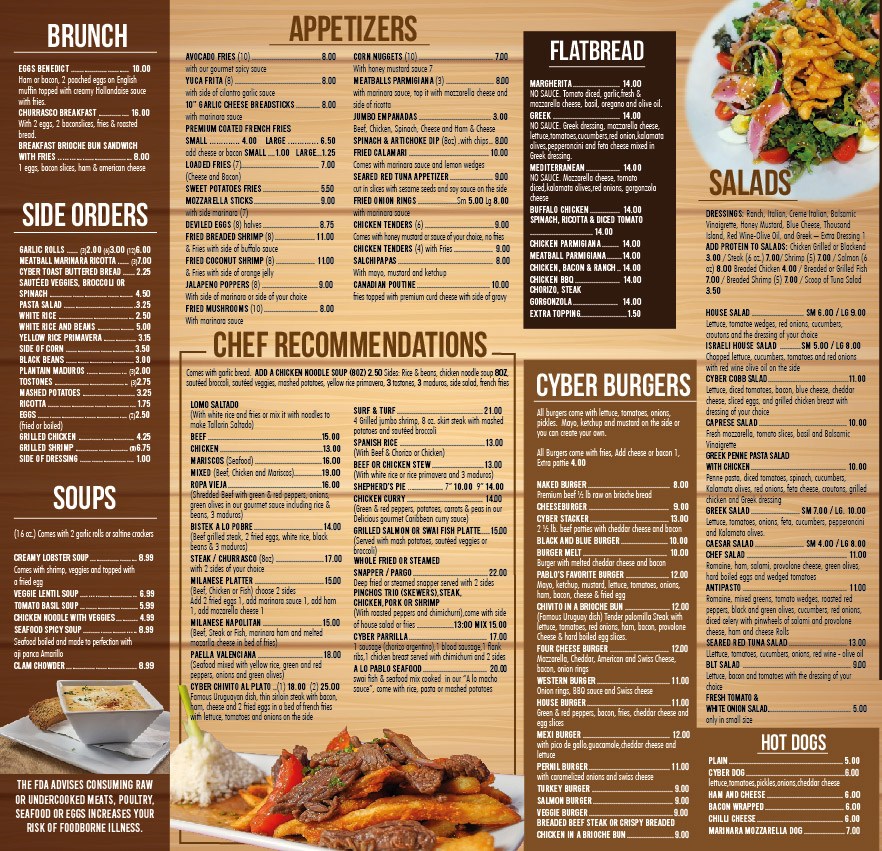 BRUNCH
EGGS BENEDICT 10.00
Ham or bacon, 2 poached eggs on English
muffin topped with creamy Hollandaise sauce
with fries.
CHURRASCO BREAKFAST 16.00
With 2 eggs, 2 baconslices, fries & roasted
bread.
BREAKFAST BRIOCHE BUN SANDWICH
WITH FRIES 8.00
1 eggs, bacon slices, ham & american cheese
SIDE ORDERS
GARLIC ROLLS (3)2.00 (6)3.00 (12)6.00
MEATBALL MARINARA RICOTTA (3)7.00
CYBER TOAST BUTTERED BREAD 2.25
SAUTÉED VEGGIES, BROCCOLI OR
SPINACH 4.50
PASTA SALAD 3.25
WHITE RICE 2.50
WHITE RICE AND BEANS 5.00
YELLOW RICE PRIMAVERA 3.15
SIDE OF CORN 3.50
BLACK BEANS 3.00
PLANTAIN MADUROS (3)2.00
TOSTONES (3)2.75
MASHED POTATOES 3.25
RICOTTA 1.75
EGGS (2)2.50
(fried or boiled)
GRILLED CHICKEN 4.25
GRILLED SHRIMP 6.75
SIDE OF DRESSING 1.00
SOUPS
(16 oz.) Comes with 2 garlic rolls or saltine crackers
CREAMY LOBSTER SOUP 8.99
Comes with shrimp, veggies and topped with
a fried egg
VEGGIE LENTIL SOUP 6.99
TOMATO BASIL SOUP 5.99
CHICKEN NOODLE WITH VEGGIES 4.99
SEAFOOD SPICY SOUP 8.99
Seafood boiled and made to perfection with
aji panca Amarillo
CLAM CHOWDER 8.99
THE FDA ADVISES CONSUMING RAW
OR UNDERCOOKED MEATS, POULTRY,
SEAFOOD OR EGGS INCREASES YOUR
RISK OF FOODBORNE ILLNESS.
APPETIZERS
AVOCADO FRIES (10) 8.00
with our gourmet spicy sauce
YUCA FRITA (8) 8.00
with side of cilantro garlic sauce
10" GARLIC CHEESE BREADSTICKS 8.00
with marinara sauce
PREMIUM COATED FRENCH FRIES
SMALL 4.00 LARGE 6.50
add cheese or bacon SMALL 1.00 LARGE 1.25
LOADED FRIES (7) 7.00
(Cheese and Bacon)
SWEET POTATOES FRIES 5.50
MOZZARELLA STICKS 9.00
with side marinara (7)
DEVILED EGGS (8) halves 8.75
FRIED BREADED SHRIMP (8) 11.00
& Fries with side of buffalo sauce
FRIED COCONUT SHRIMP (8) 11.00
& Fries with side of orange jelly
JALAPENO POPPERS (8) 9.00
With side of marinara or side of your choice
FRIED MUSHROOMS (10) 8.00
With marinara sauce
CORN NUGGETS (10) 7.00
With honey mustard sauce 7
MEATBALLS PARMIGIANA (3) 8.00
with marinara sauce, top it with mozzarella cheese and
side of ricotta
JUMBO EMPANADAS 3.00
Beef, Chicken, Spinach, Cheese and Ham & Cheese
SPINACH & ARTICHOKE DIP (8oz) .with chips.. 8.00
FRIED CALAMARI 10.00
Comes with marinara sauce and lemon wedges
SEARED RED TUNA APPETIZER 9.00
cut in slices with sesame seeds and soy sauce on the side
FRIED ONION RINGS Sm 5.00 Lg 8.00
with marinara sauce
CHICKEN TENDERS (6) 9.00
Comes with honey mustard or sauce of your choice, no fries
CHICKEN TENDERS (4) with Fries 9.00
SALCHIPAPAS 8.00
With mayo, mustard and ketchup
CANADIAN POUTINE 10.00
fries topped with premium curd cheese with side of gravy
CHEF RECOMMENDATIONS
Comes with garlic bread. ADD A CHICKEN NOODLE SOUP (8OZ) 2.50 Sides: Rice & beans, chicken noodle soup 8OZ,
sautéed broccoli, sautéed veggies, mashed potatoes, yellow rice primavera, 3 tostones, 3 maduros, side salad, french fries
LOMO SALTADO
(With white rice and fries or mix it with noodles to
make Tallarin Saltado)
BEEF 15.00
CHICKEN 13.00
MARISCOS (Seafood) 16.00
MIXED (Beef, Chicken and Mariscos) 19.00
ROPA VIEJA 16.00
(Shredded Beef with green & red peppers, onions,
green olives in our gourmet sauce including rice &
beans, 3 maduros)
BISTEK A LO POBRE 14.00
(Beef grilled steak, 2 fried eggs, white rice, black
beans & 3 maduros)
STEAK / CHURRASCO (8oz) 17.00
with 2 sides of your choice
MILANESE PLATTER 15.00
(Beef, Chicken or Fish) choose 2 sides
Add 2 fried eggs 1, add marinara sauce 1, add ham
1, add mozzarella cheese 1
MILANESE NAPOLITAN 15.00
(Beef, Steak or Fish, marinara ham and melted
mozarlla cheese in bed of fries)
PAELLA VALENCIANA 18.00
(Seafood mixed with yellow rice, green and red
peppers, onions and green olives)
CYBER CHIVITO AL PLATO (1) 18.00 (2) 25.00
Famous Uruguayan dish, thin sirloin steak with bacon,
ham, cheese and 2 fried eggs in a bed of french fries
with lettuce, tomatoes and onions on the side
SURF & TURF 21.00
4 Grilled jumbo shrimp, 8 oz. skirt steak with mashed
potatoes and sautéed broccoli
SPANISH RICE 13.00
(With Beef & Chorizo or Chicken)
BEEF OR CHICKEN STEW 13.00
(With white rice or rice primavera and 3 maduros)
SHEPHERD'S PIE 7" 10.00 9" 14.00
CHICKEN CURRY 14.00
(Green & red peppers, potatoes, carrots & peas in our
Delicious gourmet Caribbean curry sauce)
GRILLED SALMON OR SWAI FISH PLATTE 15.00
(Served with mash potatoes, sautéed veggies or
broccoli)
WHOLE FRIED OR STEAMED
SNAPPER / PARGO 22.00
Deep fried or steamed snapper served with 2 sides
PINCHOS TRIO (SKEWERS),STEAK,
CHICKEN,PORK OR SHRIMP
(With roasted peppers and chimichurri),come with side
of house salad or fries 13:00 MIX 15.00
CYBER PARRILLA 17.00
1 sausage (chorizo argentino),1 blood sausage,1 flank
ribs,1 chicken breast served with chimichurri and 2 sides
A LO PABLO SEAFOOD 20.00
swai fish & seafood mix cooked in our "A lo macho
sauce", come with rice, pasta or mashed potatoes
FLATBREAD
MARGHERITA 14.00
NO SAUCE. Tomato diced, garlic,fresh &
mozzarella cheese, basil, oregano and olive oil.
GREEK 14.00
NO SAUCE. Greek dressing, mozzarella cheese,
lettuce,tomatoes,cucumbers,red onion,kalamata
olives,pepperoncini and feta cheese mixed in
Greek dressing.
MEDITERRANEAN 14.00
NO SAUCE. Mozzarella cheese, tomato
diced,kalamata olives,red onions, gorgonzola
cheese
BUFFALO CHICKEN 14.00
SPINACH, RICOTTA & DICED TOMATO
14.00
CHICKEN PARMIGIANA 14.00
MEATBALL PARMIGIANA 14.00
CHICKEN, BACON & RANCH 14.00
CHICKEN BBQ 14.00
CHORIZO, STEAK
GORGONZOLA 14.00
EXTRA TOPPING 1.50
CYBER BURGERS
All burgers come with lettuce, tomatoes, onions,
pickles. Mayo, ketchup and mustard on the side or
you can create your own.
All Burgers come with fries, Add cheese or bacon 1,
Extra pattie 4.00
NAKED BURGER 8.00
Premium beef ½ lb raw on brioche bread
CHEESEBURGER 9.00
CYBER STACKER 13.00
2 ½ lb. beef patties with cheddar cheese and bacon
BLACK AND BLUE BURGER 10.00
BURGER MELT 10.00
Burger with melted cheddar cheese and bacon
PABLO'S FAVORITE BURGER 12.00
Mayo, ketchup, mustard, lettuce, tomatoes, onions,
ham, bacon, cheese & fried egg
CHIVITO IN A BRIOCHE BUN 12.00
(Famous Uruguay dish) Tender palomilla Steak with
lettuce, tomatoes, red onions, ham, bacon, provolone
Cheese & hard boiled egg slices.
FOUR CHEESE BURGER 12.00
Mozzarella, Cheddar, American and Swiss Cheese,
bacon, onion rings
WESTERN BURGER 11.00
Onion rings, BBQ sauce and Swiss cheese
HOUSE BURGER 11.00
Green & red peppers, bacon, fries, cheddar cheese and
egg slices
MEXI BURGER 12.00
with pico de gallo,guacamole,cheddar cheese and
lettuce
PERNIL BURGER 11.00
with caramelized onions and swiss cheese
TURKEY BURGER 9.00
SALMON BURGER 9.00
VEGGIE BURGER 9.00
BREADED BEEF STEAK OR CRISPY BREADED
CHICKEN IN A BRIOCHE BUN 9.00
SALADS
DRESSINGS: Ranch, Italian, Creme Italian, Balsamic
Vinaigrette, Honey Mustard, Blue Cheese, Thousand
Island, Red Wine-Olive Oil, and Greek — Extra Dressing 1
ADD PROTEIN TO SALADS: Chicken Grilled or Blackend
3.00 / Steak (6 oz.) 7.00/ Shrimp (5) 7.00 / Salmon (6
oz) 8.00 Breaded Chicken 4.00 / Breaded or Grilled Fish
7.00 / Breaded Shrimp (5) 7.00 / Scoop of Tuna Salad
3.50
HOUSE SALAD SM 6.00 / LG 9.00
Lettuce, tomatoe wedges, red onions, cucumbers,
croutons and the dressing of your choice
ISRAELI HOUSE SALAD SM 5.00 / LG 8.00
Chopped lettuce, cucumbers, tomatoes and red onions
with red wine olive oil on the side
CYBER COBB SALAD 11.00
Lettuce, diced tomatoes, bacon, blue cheese, cheddar
cheese, sliced eggs, and grilled chicken breast with
dressing of your choice
CAPRESE SALAD 10.00
Fresh mozzarella, tomato slices, basil and Balsamic
Vinaigrette
GREEK PENNE PASTA SALAD
WITH CHICKEN 10.00
Penne pasta, diced tomatoes, spinach, cucumbers,
Kalamata olives, red onions, feta cheese, croutons, grilled
chicken and Greek dressing
GREEK SALAD SM 7.00 / LG. 10.00
Lettuce, tomatoes, onions, feta, cucumbers, pepperoncini
and Kalamata olives.
CAESAR SALAD SM 4.00 / LG 8.00
CHEF SALAD 11.00
Romaine, ham, salami, provolone cheese, green olives,
hard boiled eggs and wedged tomatoes
ANTIPASTO 11.00
Romaine, mixed greens, tomato wedges, roasted red
peppers, black and green olives, cucumbers, red onions,
diced celery with pinwheels of salami and provolone
cheese, ham and cheese Rolls
SEARED RED TUNA SALAD 13.00
LLettuce, tomatoes, cucumbers, onions, red wine - olive oil
BLT SALAD 9.00
Lettuce, bacon and tomatoes with the dressing of your
choice
FRESH TOMATO &
WHITE ONION SALAD 5.00
only in small size
HOT DOGS
PLAIN 5.00
CYBER DOG 6.00
lettuce,tomatoes,pickles,onions,cheddar cheese
HAM AND CHEESE 6.00
BACON WRAPPED 6.00
CHILLI CHEESE 6.00
MARINARA MOZZARELLA DOG 7.00